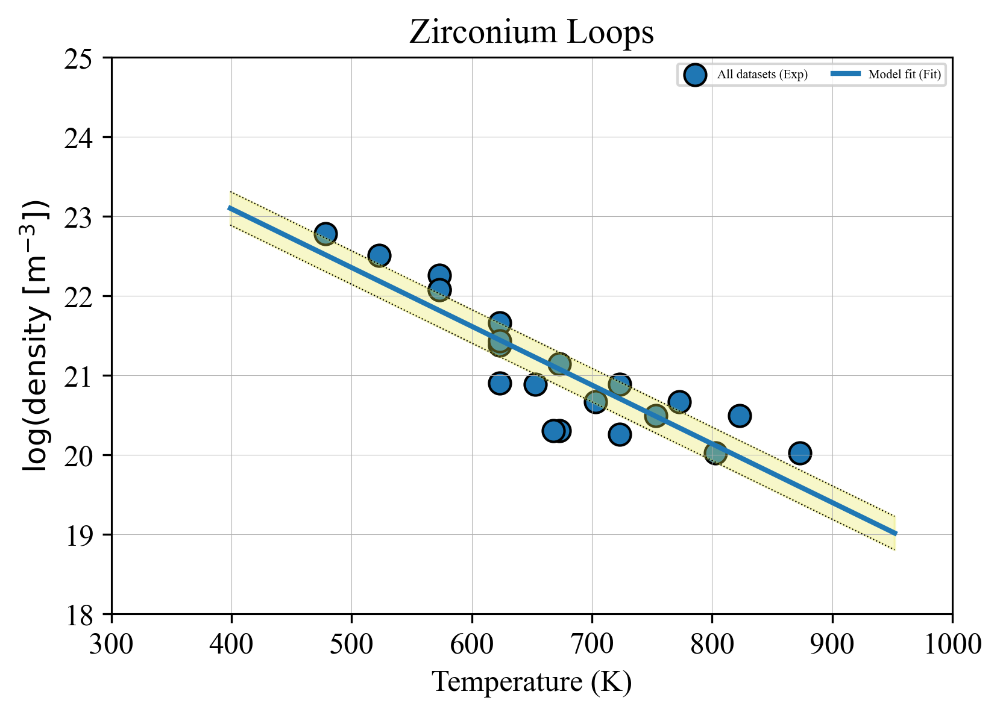 Zirconium Loops
All datasets (Exp) Model fit (Fit)
log(density [m⁻³])
25
24
23
22
21
20
19
18
300 400 500 600 700 800 900 1000
Temperature (K)